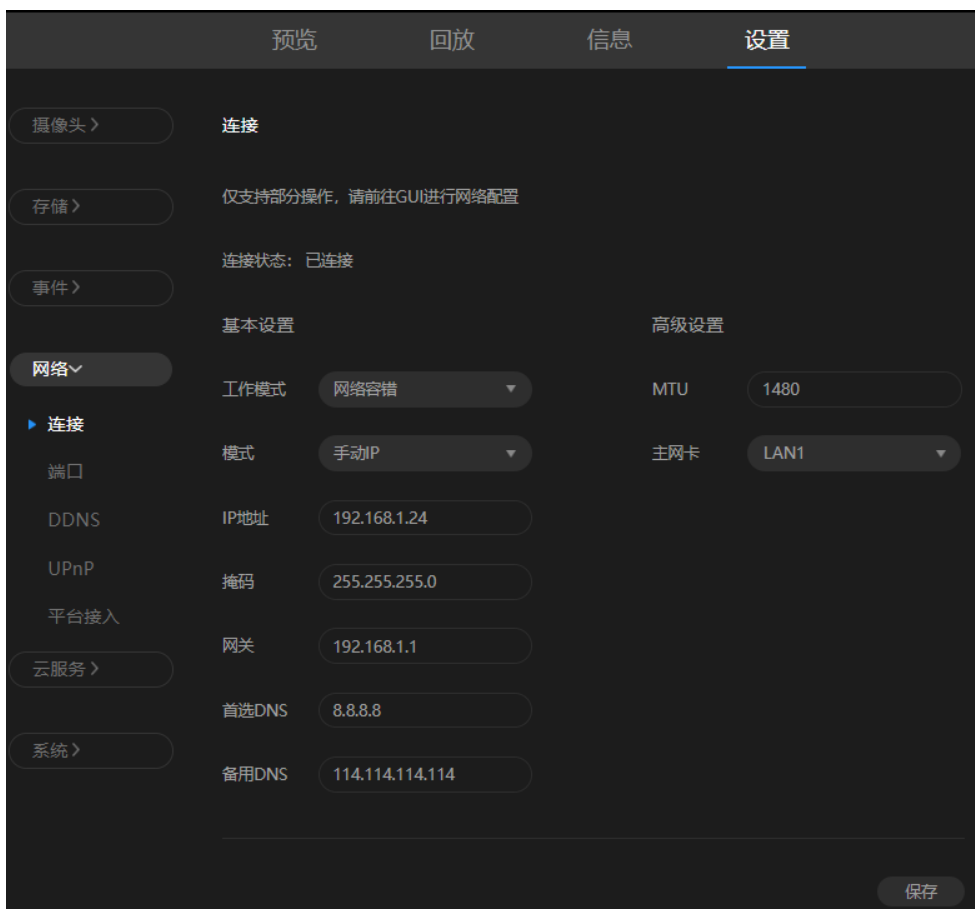 预览 回放 信息 设置
摄像头
连接
仅支持部分操作，请前往GUI进行网络配置
存储
连接状态： 已连接
事件
基本设置 高级设置
网络
工作模式 网络容错 MTU 1480
连接
模式 手动IP 主网卡 LAN1
端口
IP地址 192.168.1.24
DDNS
UPnP
掩码 255.255.255.0
平台接入
网关 192.168.1.1
云服务
首选DNS 8.8.8.8
系统
备用DNS 114.114.114.114
保存